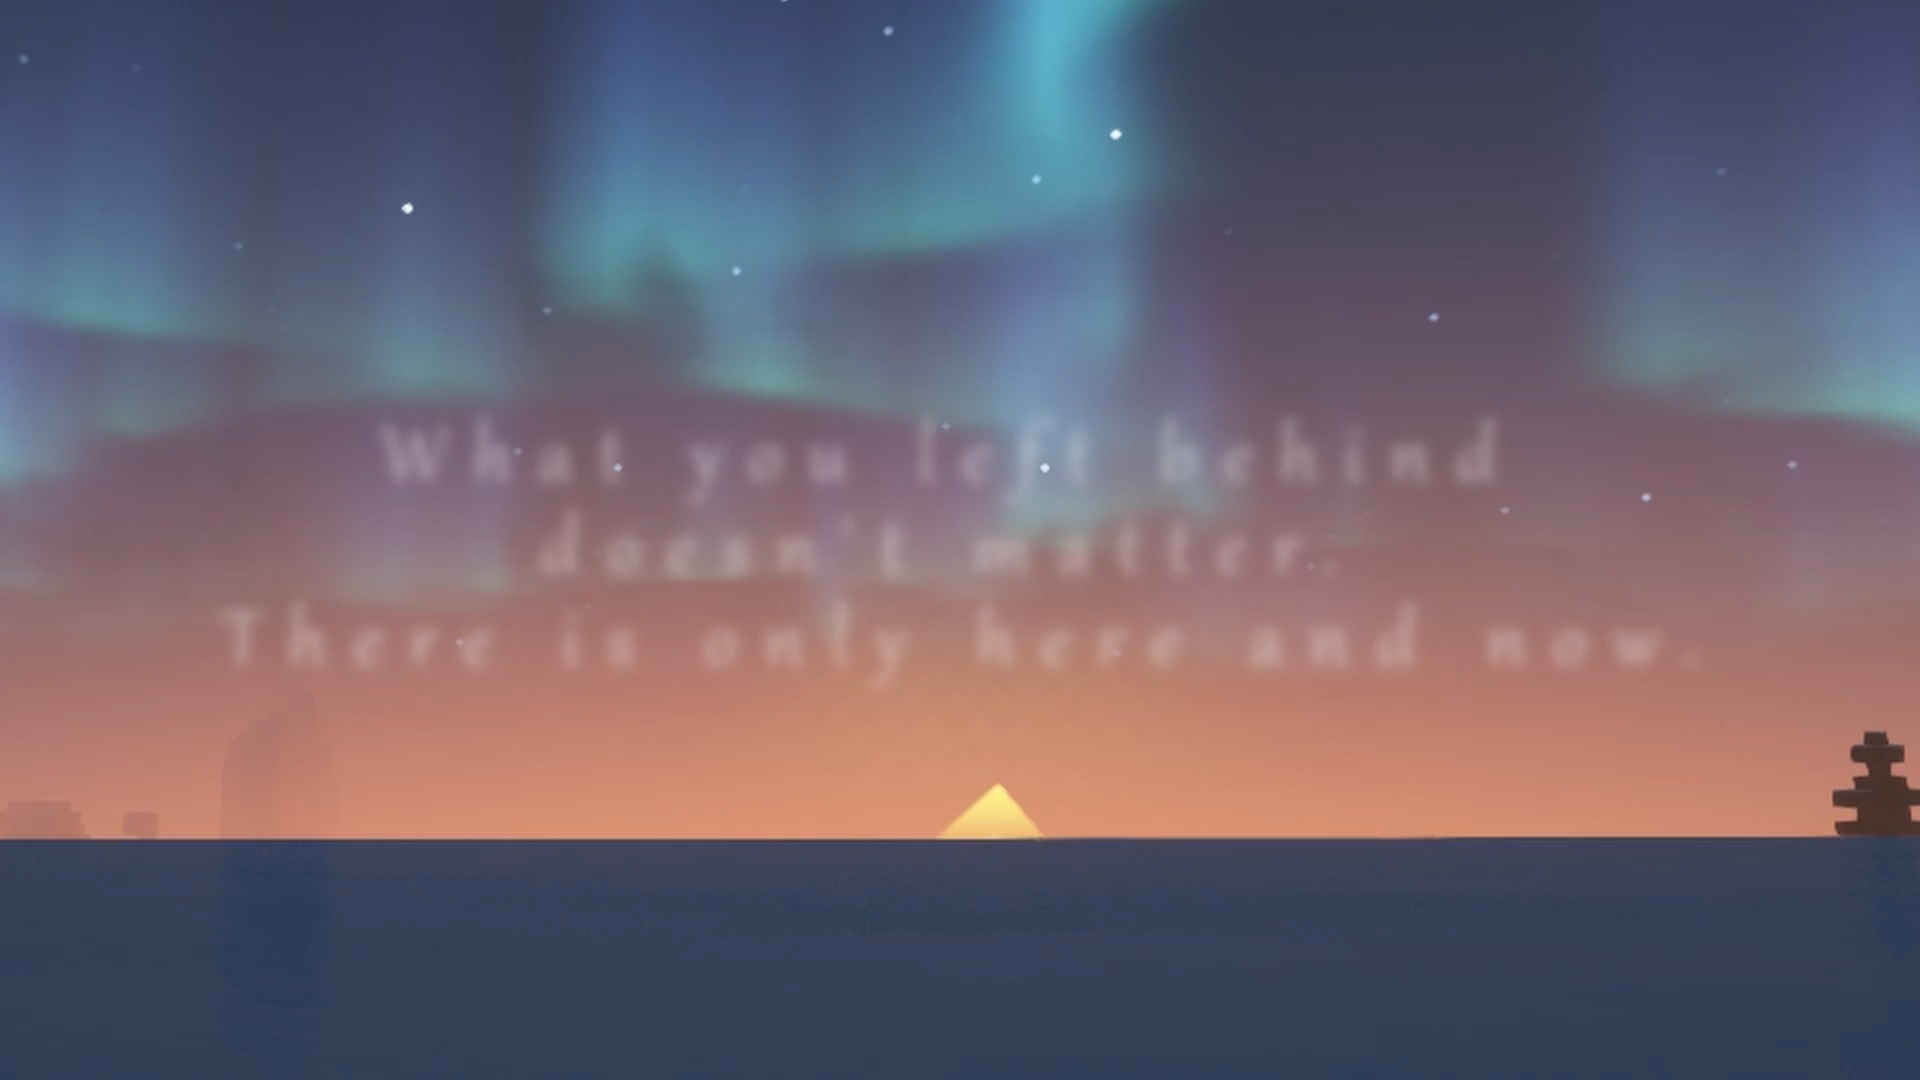 What you left behind
doesn't matter.
There is only here and now.